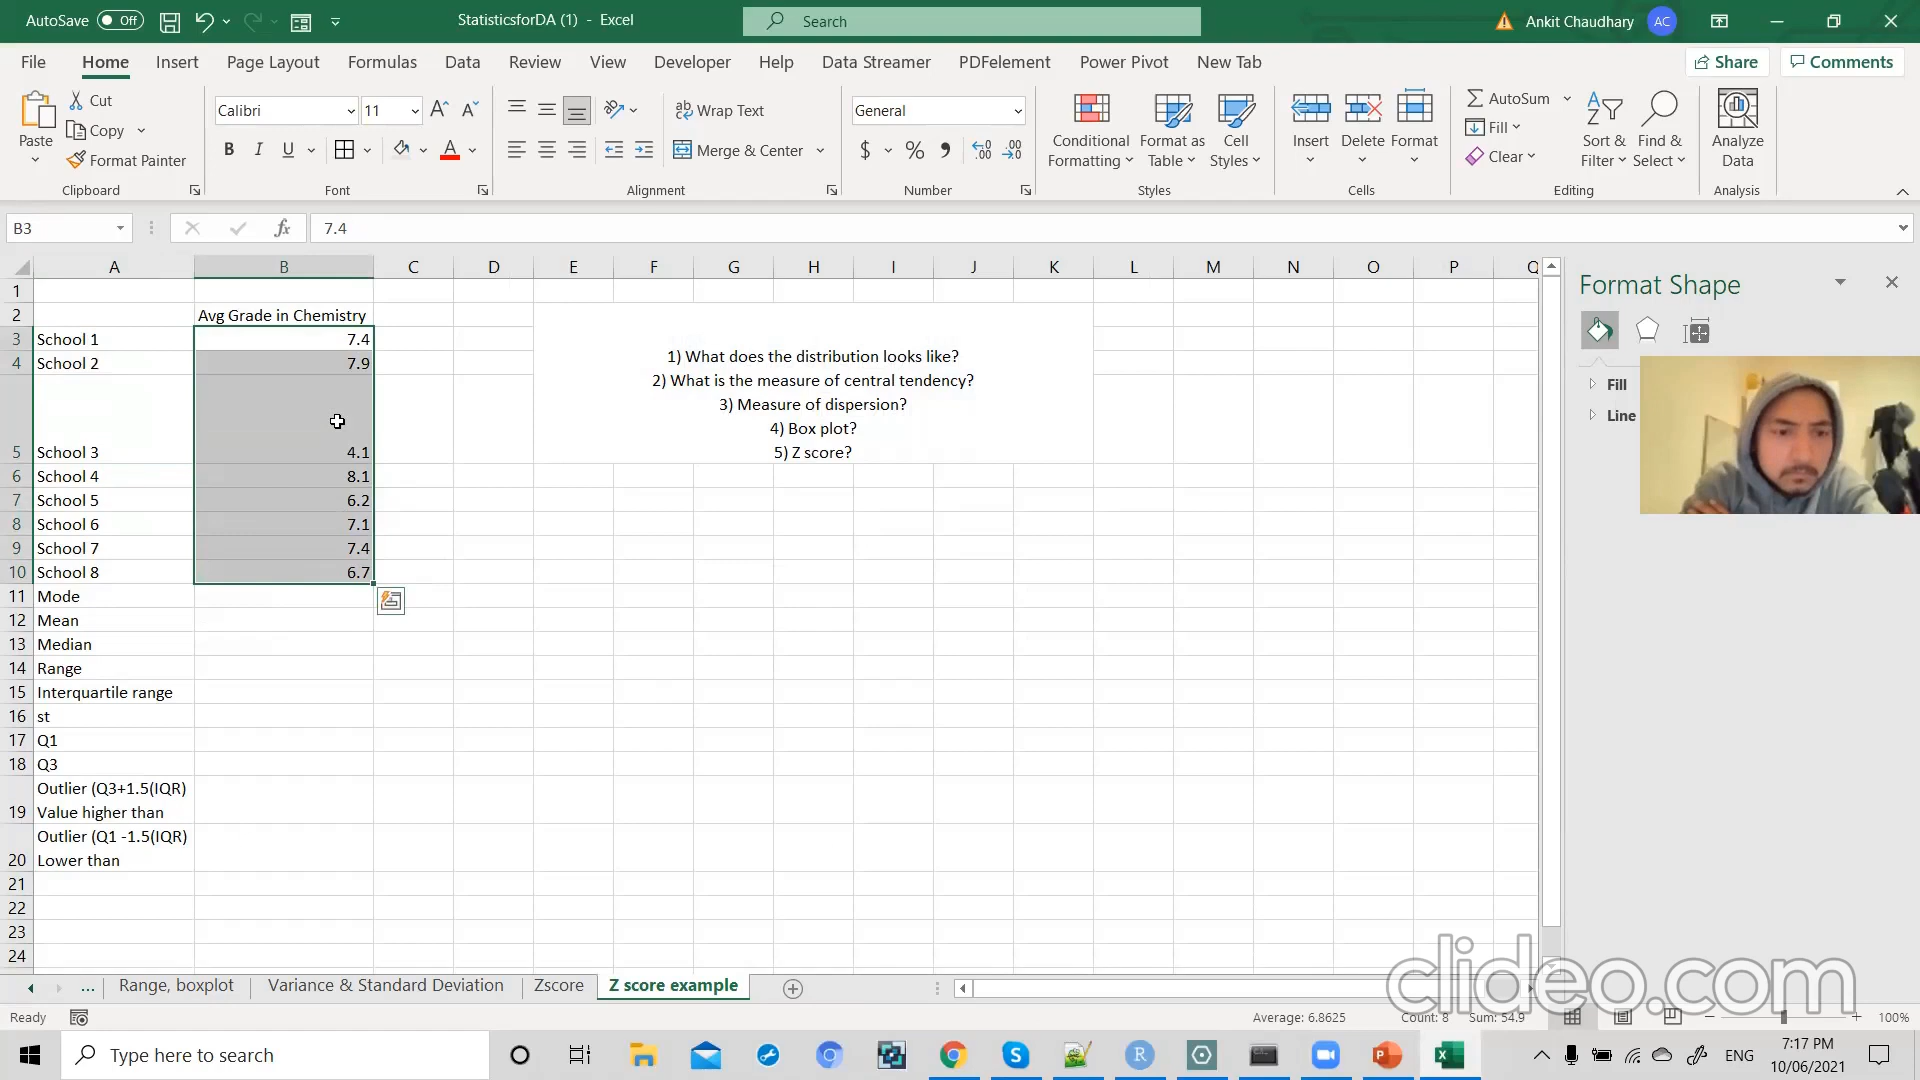 AutoSave Off StatisticsforDA (1) - Excel Search Ankit Chaudhary AC
File Home Insert Page Layout Formulas Data Review View Developer Help Data Streamer PDFelement Power Pivot New Tab Share Comments
Paste Cut Copy Format Painter Clipboard
Calibri 11 B I U A Font
ab Wrap Text Merge & Center Alignment
General $ % , Number
Conditional Formatting Format as Table Cell Styles Styles
Insert Delete Format Cells
AutoSum Fill Clear Sort & Filter Find & Select Editing
Analyze Data Analysis
B3 fx 7.4
A B C D E F G H I J K L M N O P Q
1
2 Avg Grade in Chemistry
3 School 1 7.4
4 School 2 7.9
5 School 3 4.1
6 School 4 8.1
7 School 5 6.2
8 School 6 7.1
9 School 7 7.4
10 School 8 6.7
11 Mode
12 Mean
13 Median
14 Range
15 Interquartile range
16 st
17 Q1
18 Q3
Outlier (Q3+1.5(IQR)
19 Value higher than
Outlier (Q1 -1.5(IQR)
20 Lower than
21
22
23
24
1) What does the distribution looks like?
2) What is the measure of central tendency?
3) Measure of dispersion?
4) Box plot?
5) Z score?
Format Shape
Fill
Line
... Range, boxplot Variance & Standard Deviation Zscore Z score example
clideo.com
Ready Average: 6.8625 Count: 8 Sum: 54.9 100%
Type here to search ENG 7:17 PM
10/06/2021